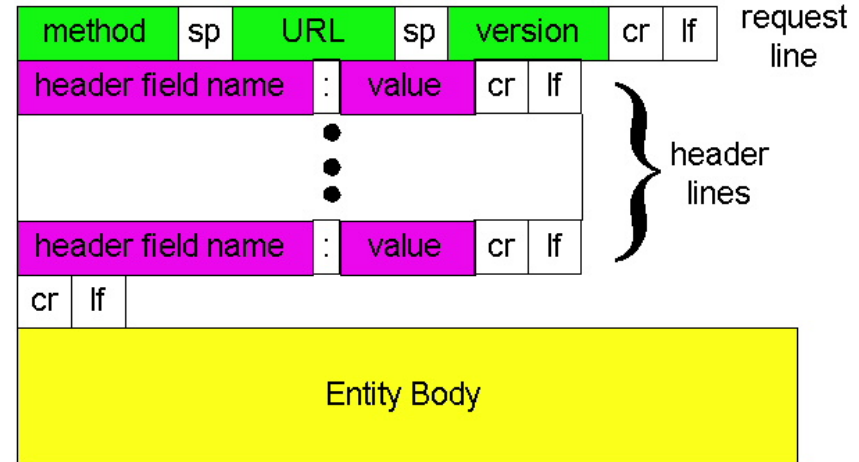 method sp URL sp version cr lf request line
header field name : value cr lf
header lines
header field name : value cr lf
cr lf
Entity Body